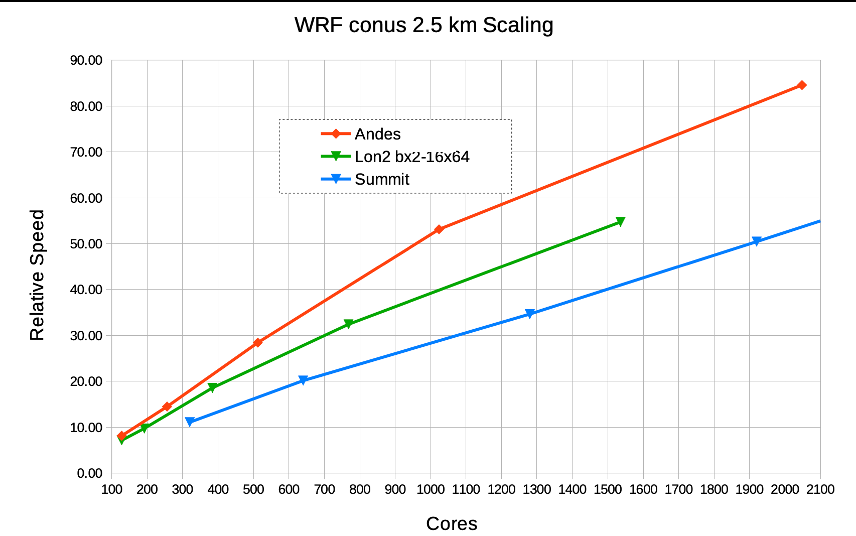 WRF conus 2.5 km Scaling
90.00
80.00
70.00
60.00
50.00
40.00
30.00
20.00
10.00
0.00
Relative Speed
Andes
Lon2 bx2-16x64
Summit
100 200 300 400 500 600 700 800 900 1000 1100 1200 1300 1400 1500 1600 1700 1800 1900 2000 2100
Cores